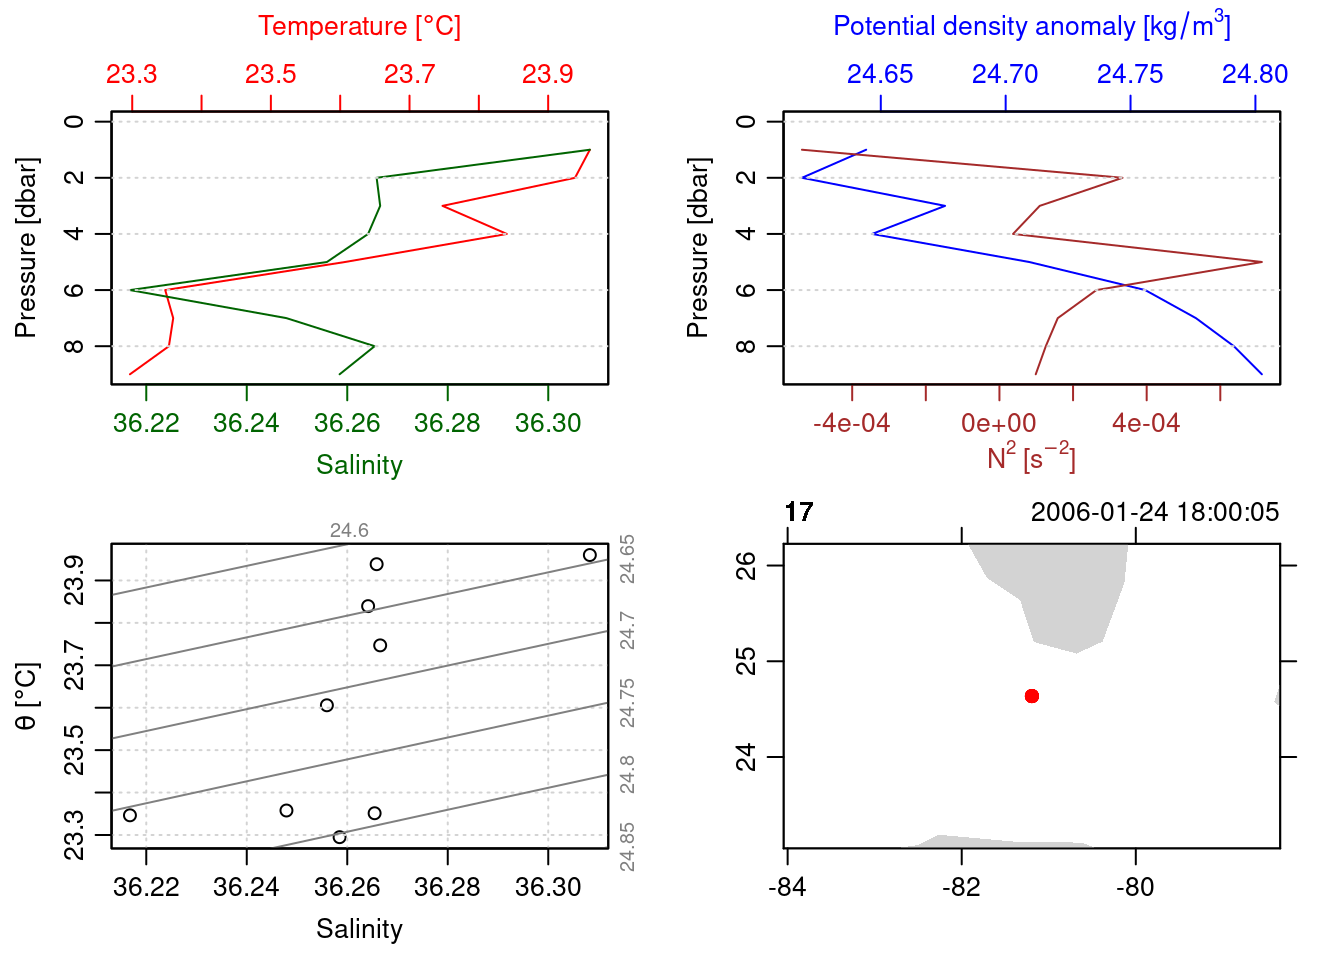 Temperature [°C]
23.3 23.5 23.7 23.9
0
2
4
6
8
Pressure [dbar]
36.22 36.24 36.26 36.28 36.30
Salinity
Potential density anomaly [kg/m³]
24.65 24.70 24.75 24.80
0
2
4
6
8
Pressure [dbar]
-4e-04 0e+00 4e-04
N² [s⁻²]
24.6
24.65
24.7
24.75
24.8
24.85
23.9
23.7
23.5
23.3
θ [°C]
36.22 36.24 36.26 36.28 36.30
Salinity
17 2006-01-24 18:00:05
26
25
24
-84 -82 -80